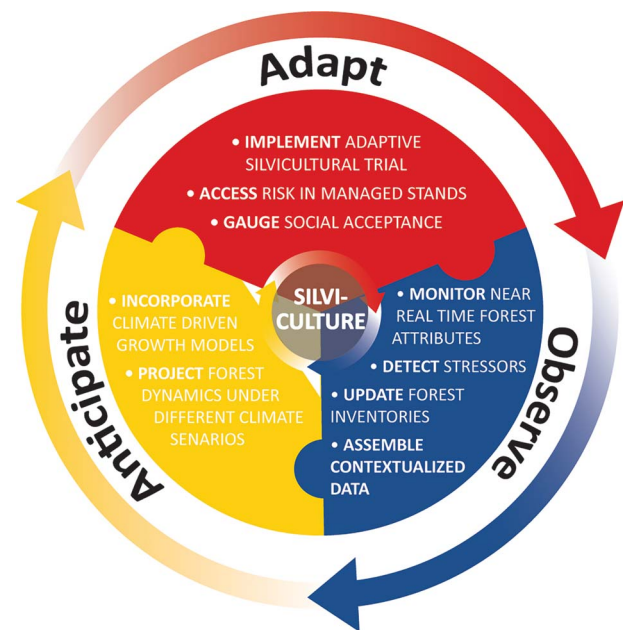 Adapt
• IMPLEMENT ADAPTIVE
SILVICULTURAL TRIAL
• ACCESS RISK IN MANAGED STANDS
• GAUGE SOCIAL ACCEPTANCE
SILVI-
CULTURE
Observe
• MONITOR NEAR
REAL TIME FOREST
ATTRIBUTES
• DETECT STRESSORS
• UPDATE FOREST
INVENTORIES
• ASSEMBLE
CONTEXTUALIZED
DATA
Anticipate
• INCORPORATE
CLIMATE DRIVEN
GROWTH MODELS
• PROJECT FOREST
DYNAMICS UNDER
DIFFERENT CLIMATE
SENARIOS